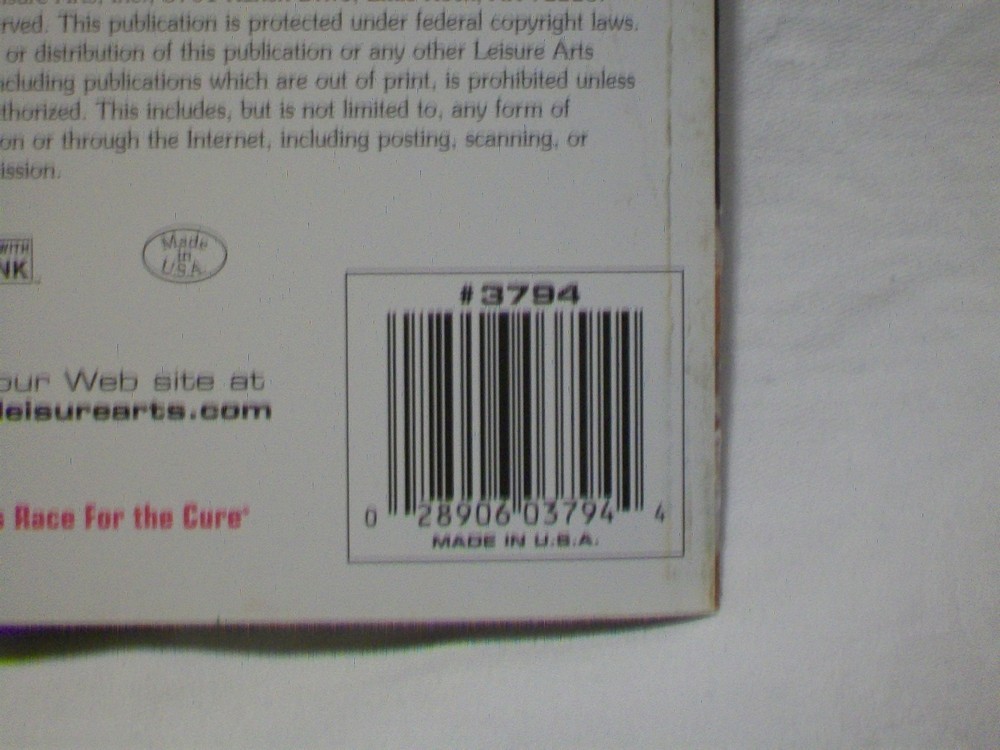 rved. This publication is protected under federal copyright laws.
or distribution of this publication or any other Leisure Arts
ncluding publications which are out of print, is prohibited unless
thorized. This includes, but is not limited to, any form of
on or through the Internet, including posting, scanning, or
ission.
WITH
NK
Made
in
U.S.A.
#3794
our Web site at
leisurearts.com
s Race For the Cure®
0 28906 03794 4
MADE IN U.S.A.